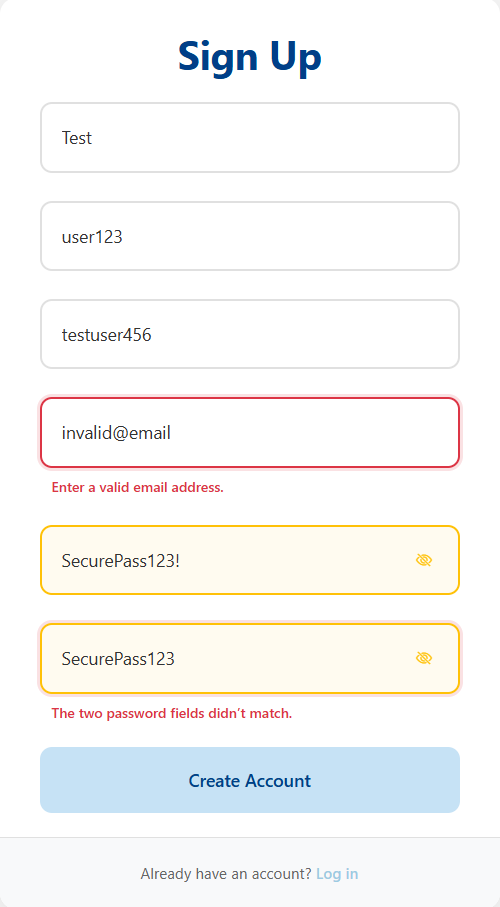 Sign Up
Test
user123
testuser456
invalid@email
Enter a valid email address.
SecurePass123!
SecurePass123
The two password fields didn't match.
Create Account
Already have an account? Log in